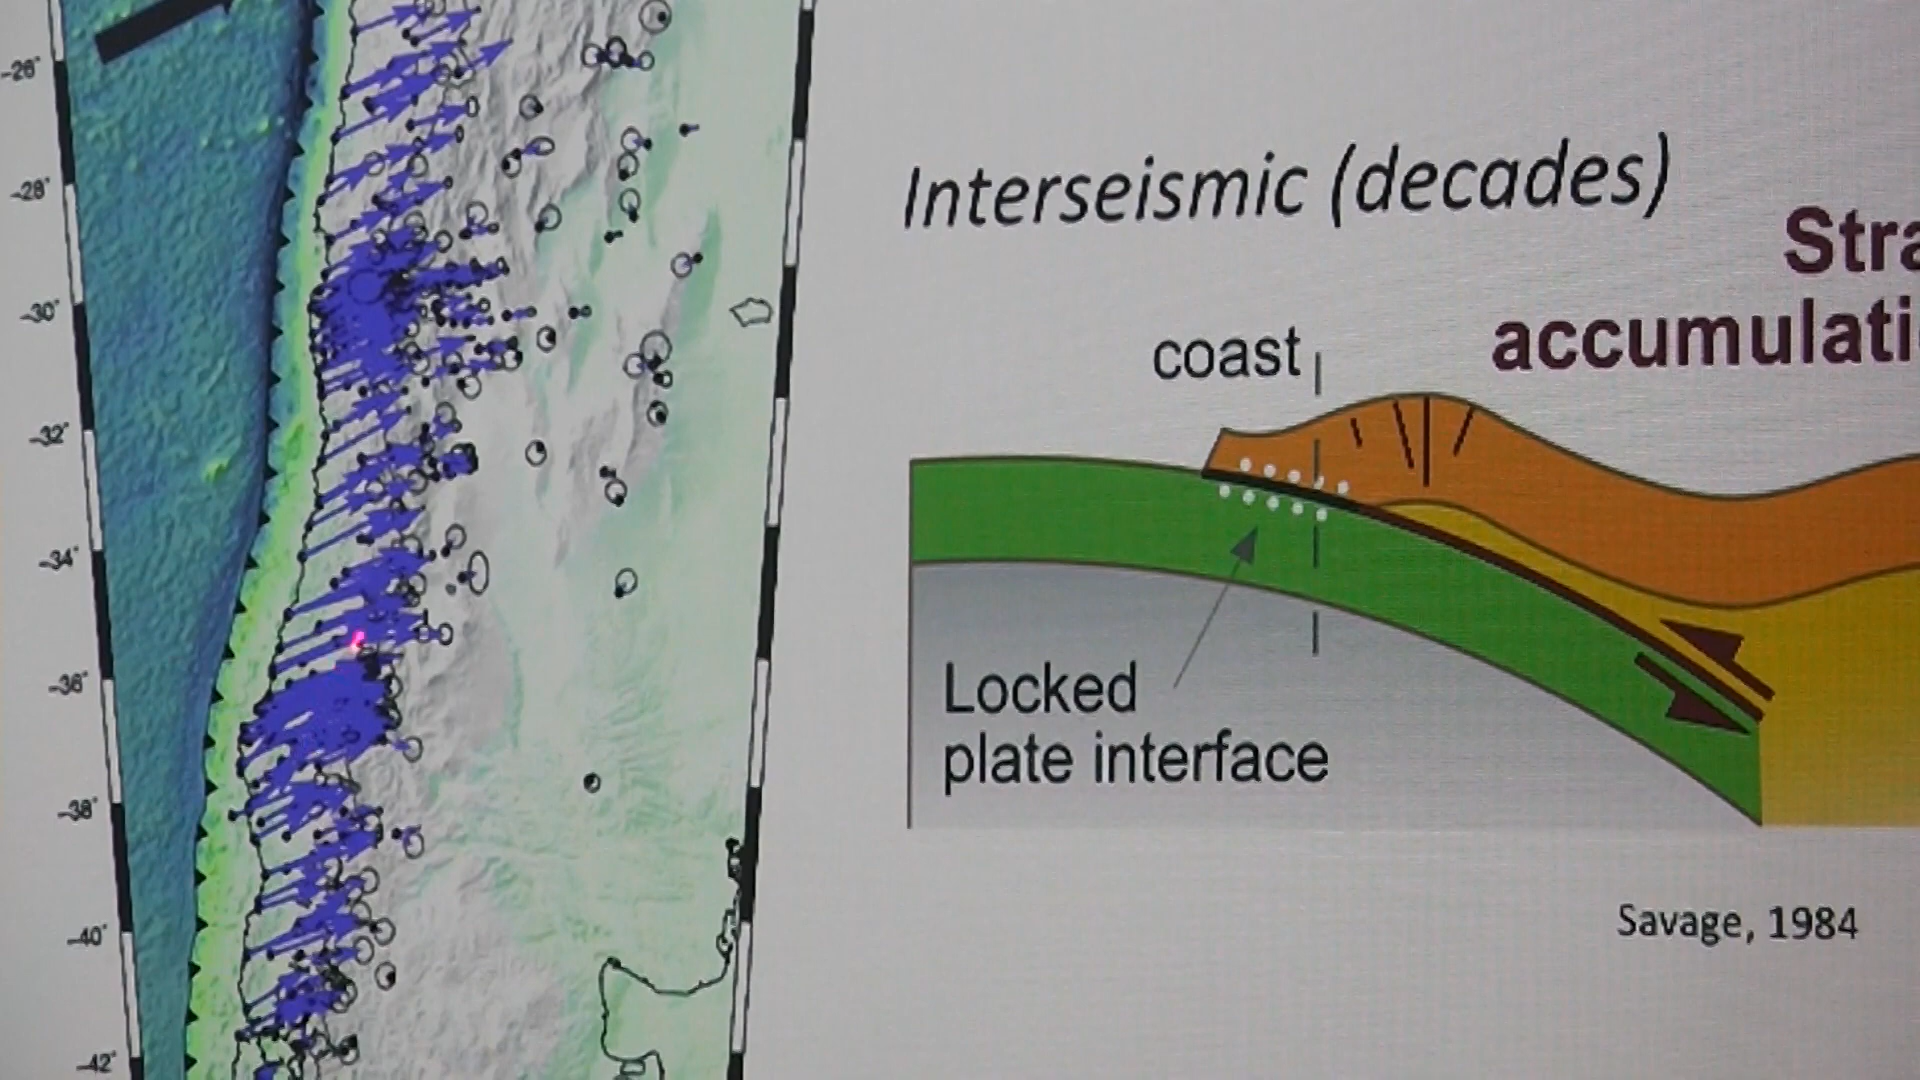 -26°
-28°
-30°
-32°
-34°
-36°
-38°
-40°
-42°
Interseismic (decades)
Stra
accumulati
coast
Locked
plate interface
Savage, 1984